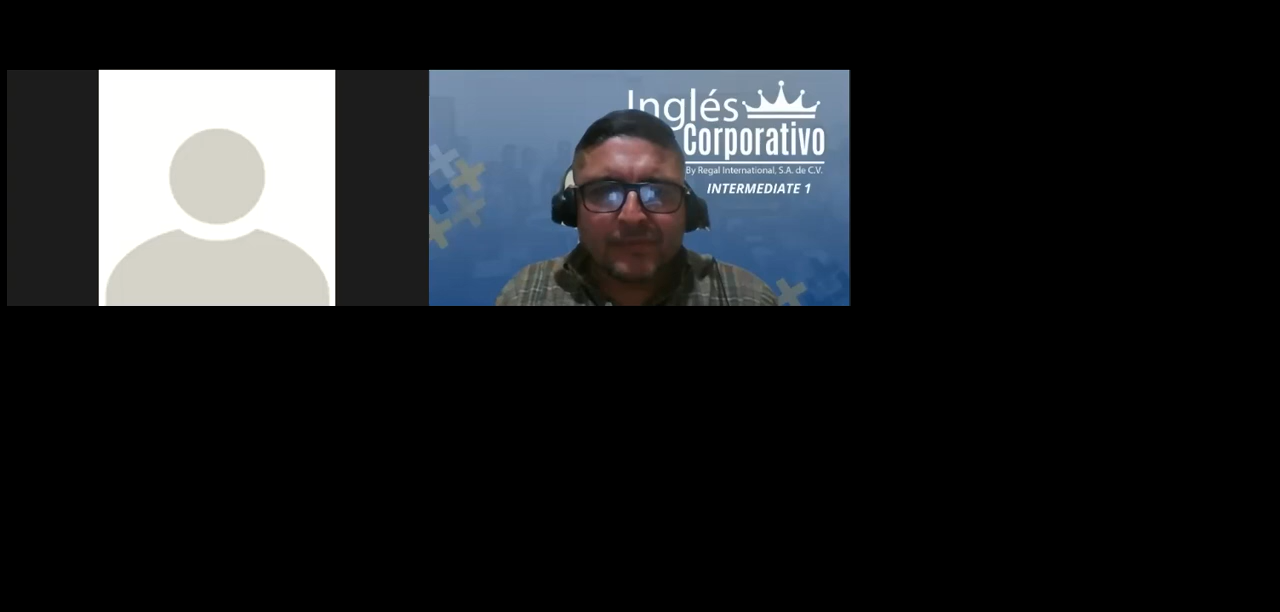 Inglés
Corporativo
By Regal International, S.A. de C.V.
INTERMEDIATE 1